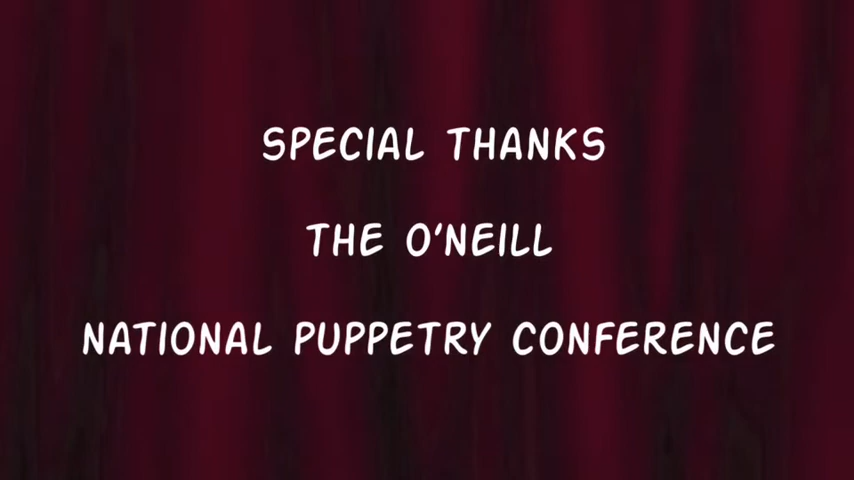 SPECIAL THANKS
THE O'NEILL
NATIONAL PUPPETRY CONFERENCE